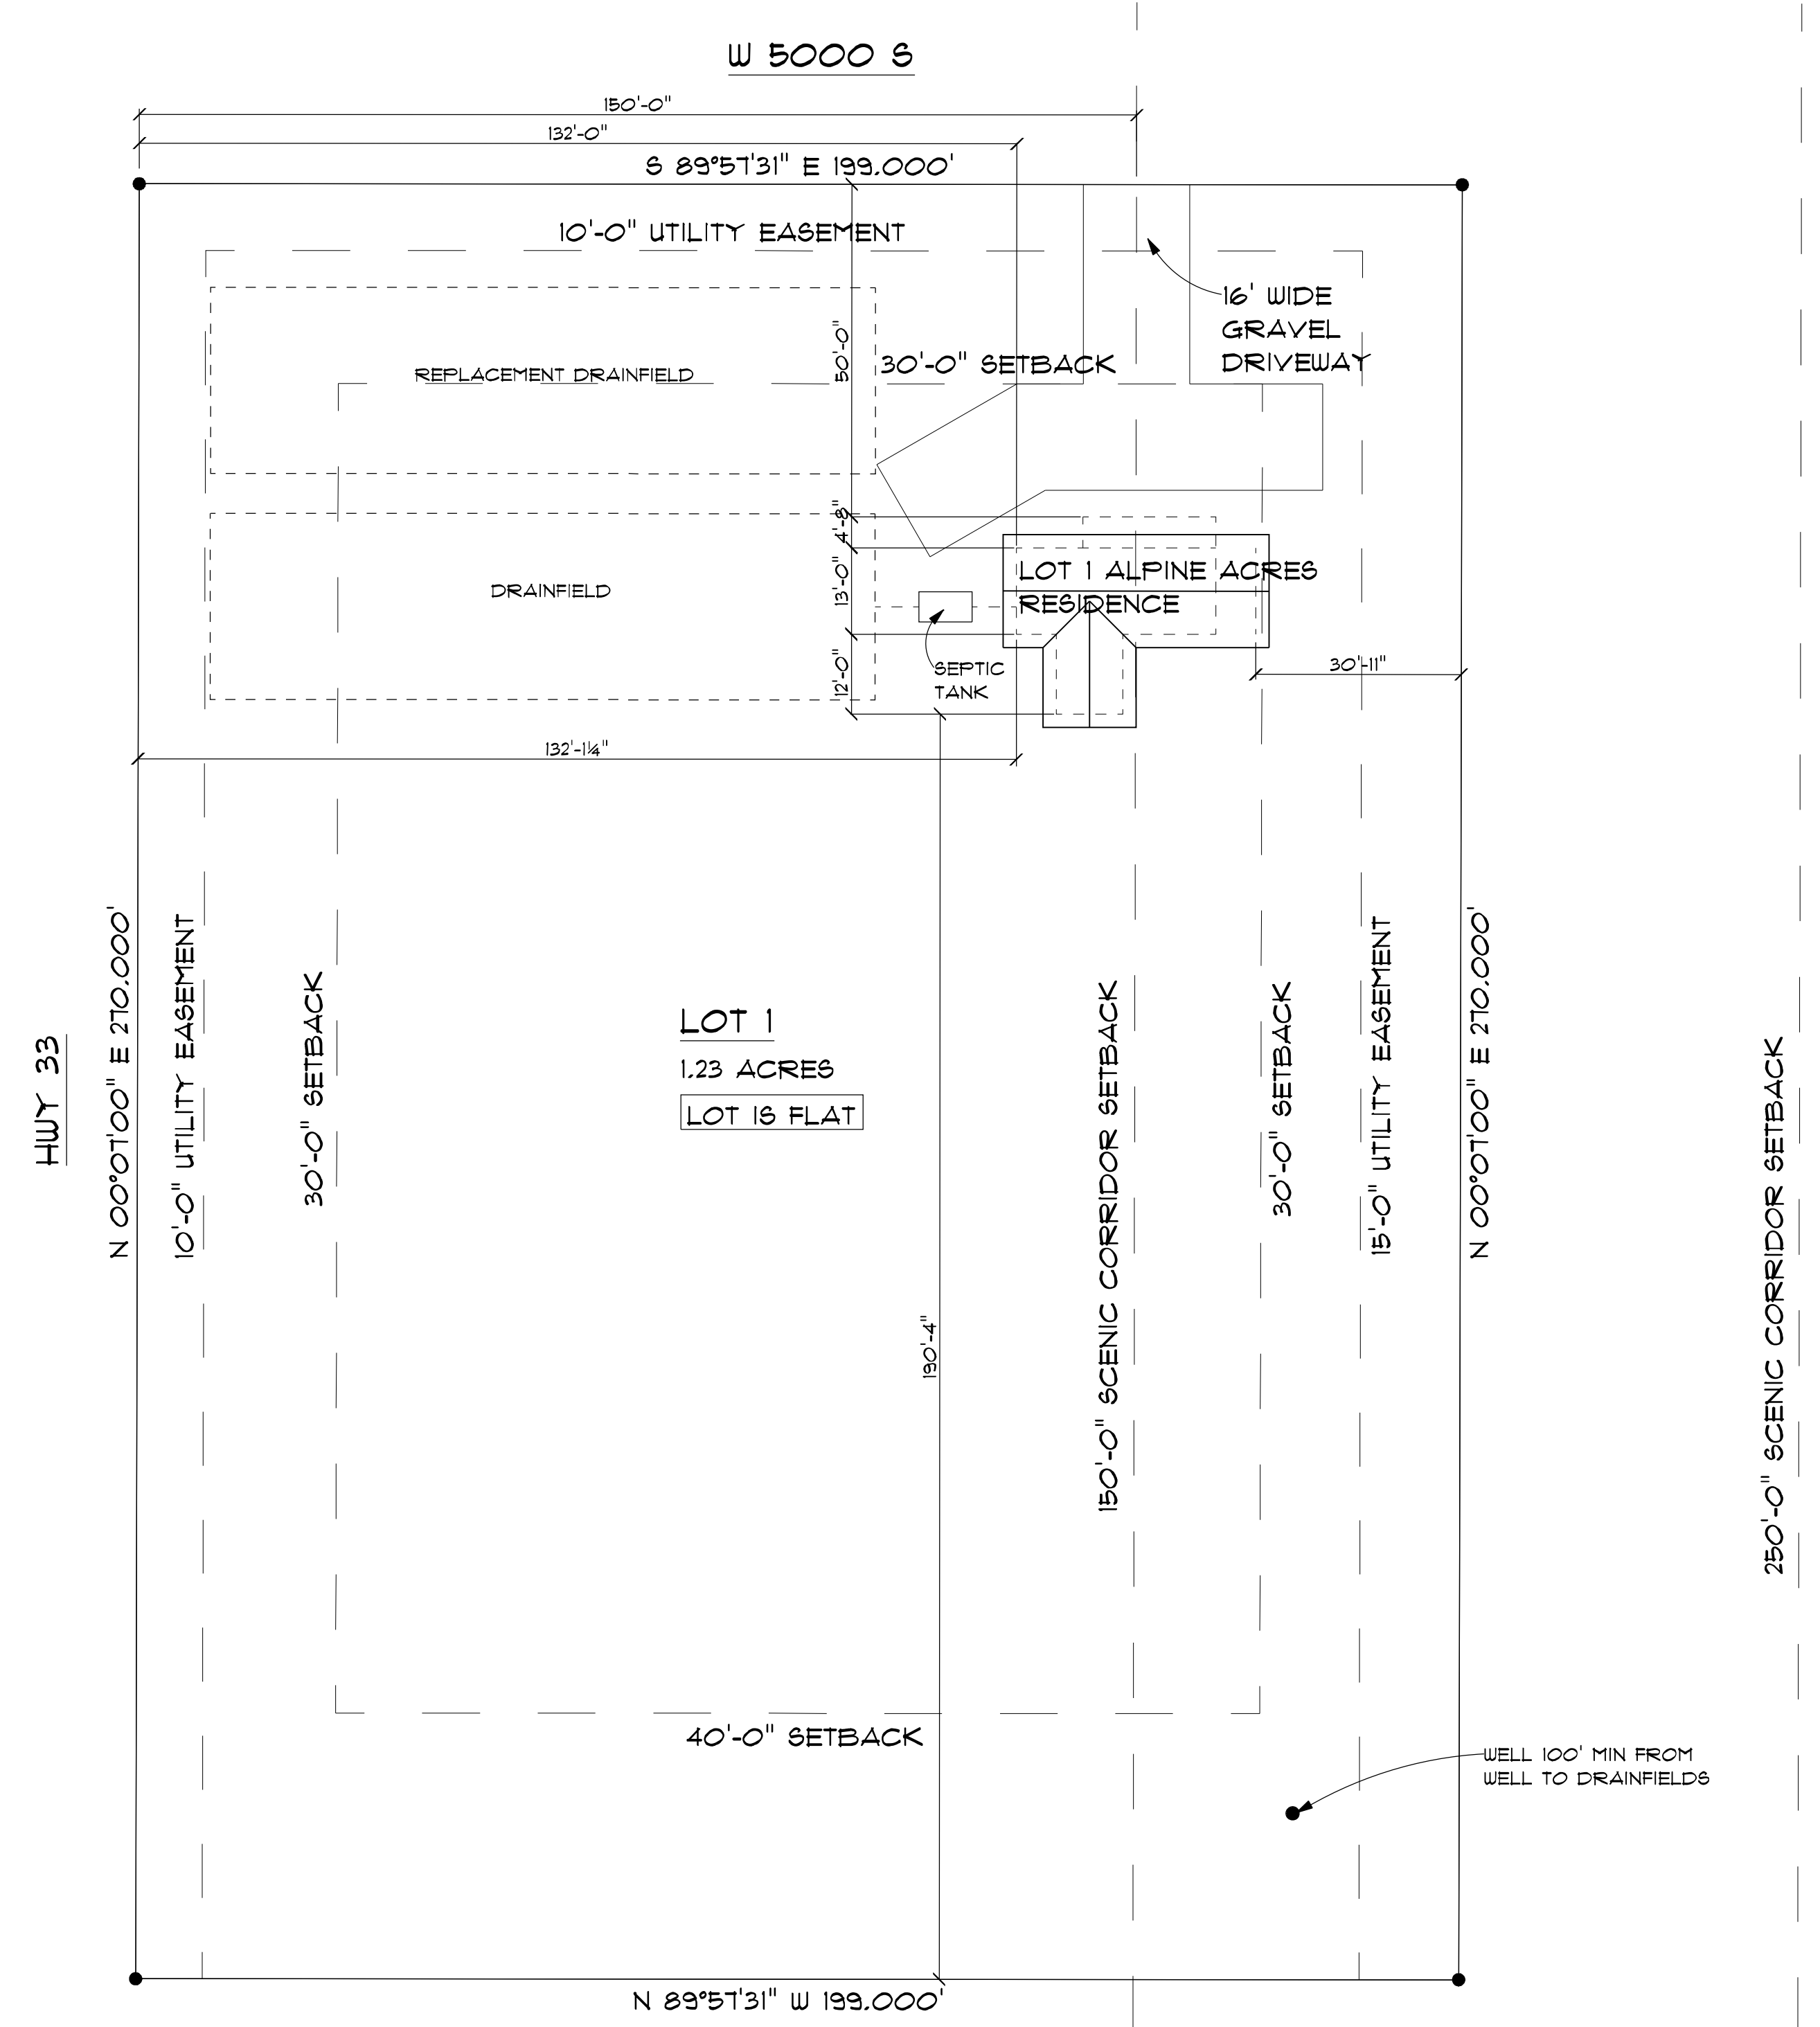 W 5000 S
150'-0"
132'-0"
S 89°57'31" E 199.000'
10'-0" UTILITY EASEMENT
16' WIDE
GRAVEL
DRIVEWAY
50'-0"
30'-0" SETBACK
REPLACEMENT DRAINFIELD
4'-8"
13'-0"
LOT 1 ALPINE ACRES
RESIDENCE
DRAINFIELD
12'-0"
SEPTIC
TANK
30'-11"
132'-1¼"
HWY 33
N 00°07'00" E 270.000'
10'-0" UTILITY EASEMENT
30'-0" SETBACK
LOT 1
1.23 ACRES
LOT IS FLAT
190'-4"
150'-0" SCENIC CORRIDOR SETBACK
30'-0" SETBACK
15'-0" UTILITY EASEMENT
N 00°07'00" E 270.000'
250'-0" SCENIC CORRIDOR SETBACK
40'-0" SETBACK
WELL 100' MIN FROM
WELL TO DRAINFIELDS
N 89°57'31" W 199.000'